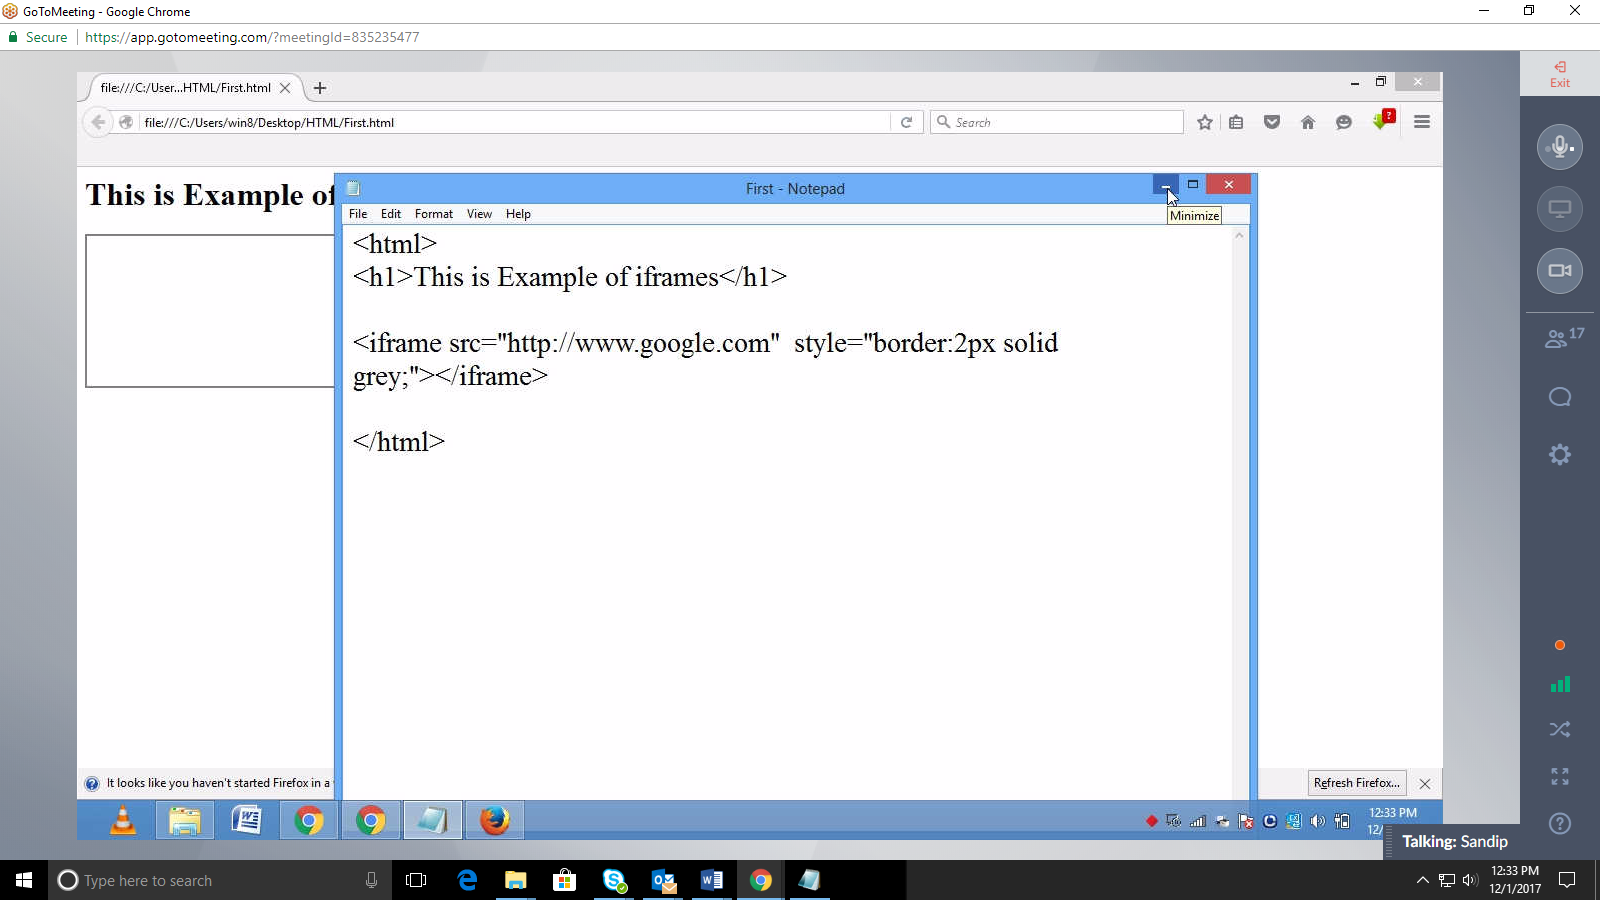 GoToMeeting - Google Chrome
Secure https://app.gotomeeting.com/?meetingId=835235477
Exit
file:///C:/User...HTML/First.html
file:///C:/Users/win8/Desktop/HTML/First.html
Search
?
This is Example of
First - Notepad
File Edit Format View Help
Minimize
<html>
<h1>This is Example of iframes</h1>
<iframe src="http://www.google.com"  style="border:2px solid
grey;"></iframe>
</html>
17
It looks like you haven't started Firefox in a
Refresh Firefox...
12:33 PM
12/
Talking: Sandip
Type here to search
12:33 PM
12/1/2017